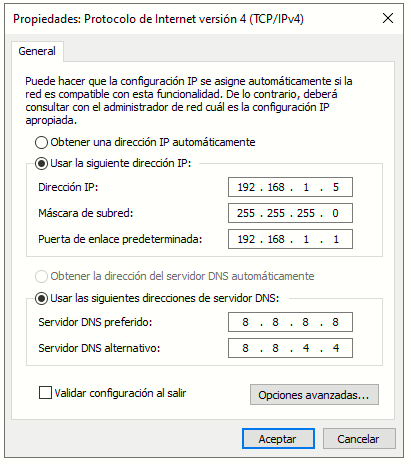 Propiedades: Protocolo de Internet versión 4 (TCP/IPv4)
General
Puede hacer que la configuración IP se asigne automáticamente si la
red es compatible con esta funcionalidad. De lo contrario, deberá
consultar con el administrador de red cuál es la configuración IP
apropiada.
Obtener una dirección IP automáticamente
Usar la siguiente dirección IP:
Dirección IP: 192 . 168 . 1 . 5
Máscara de subred: 255 . 255 . 255 . 0
Puerta de enlace predeterminada: 192 . 168 . 1 . 1
Obtener la dirección del servidor DNS automáticamente
Usar las siguientes direcciones de servidor DNS:
Servidor DNS preferido: 8 . 8 . 8 . 8
Servidor DNS alternativo: 8 . 8 . 4 . 4
Validar configuración al salir
Opciones avanzadas...
Aceptar Cancelar